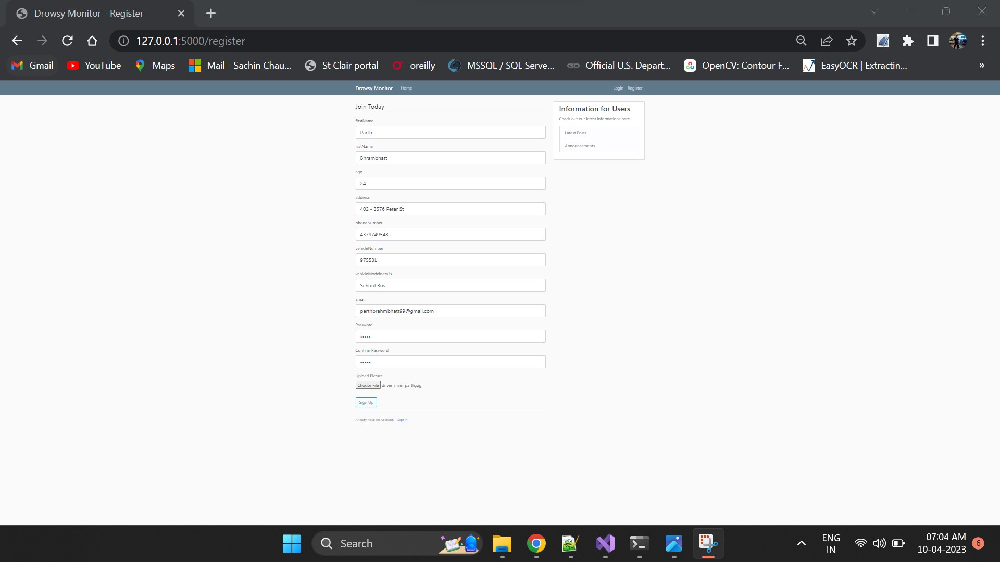 Drowsy Monitor - Register
127.0.0.1:5000/register
Gmail
YouTube
Maps
Mail - Sachin Chau...
St Clair portal
oreilly
MSSQL / SQL Serve...
GD
Official U.S. Depart...
OpenCV: Contour F...
EasyOCR | Extractin...
»
Drowsy Monitor
Home
Login
Register
Join Today
firstName
Parth
lastName
Bhrambhatt
age
24
address
402 - 3576 Peter St
phoneNumber
4379749548
vehicleNumber
9755BL
vehicleModeldetails
School Bus
Email
parthbrahmbhatt99@gmail.com
Password
•••••
Confirm Password
•••••
Upload Picture
Choose File driver_main_parth.jpg
Sign Up
Already Have An Account? Sign In
Information for Users
Check out our latest informations here.
Latest Posts
Announcements
Search
ENG
IN
07:04 AM
10-04-2023
6